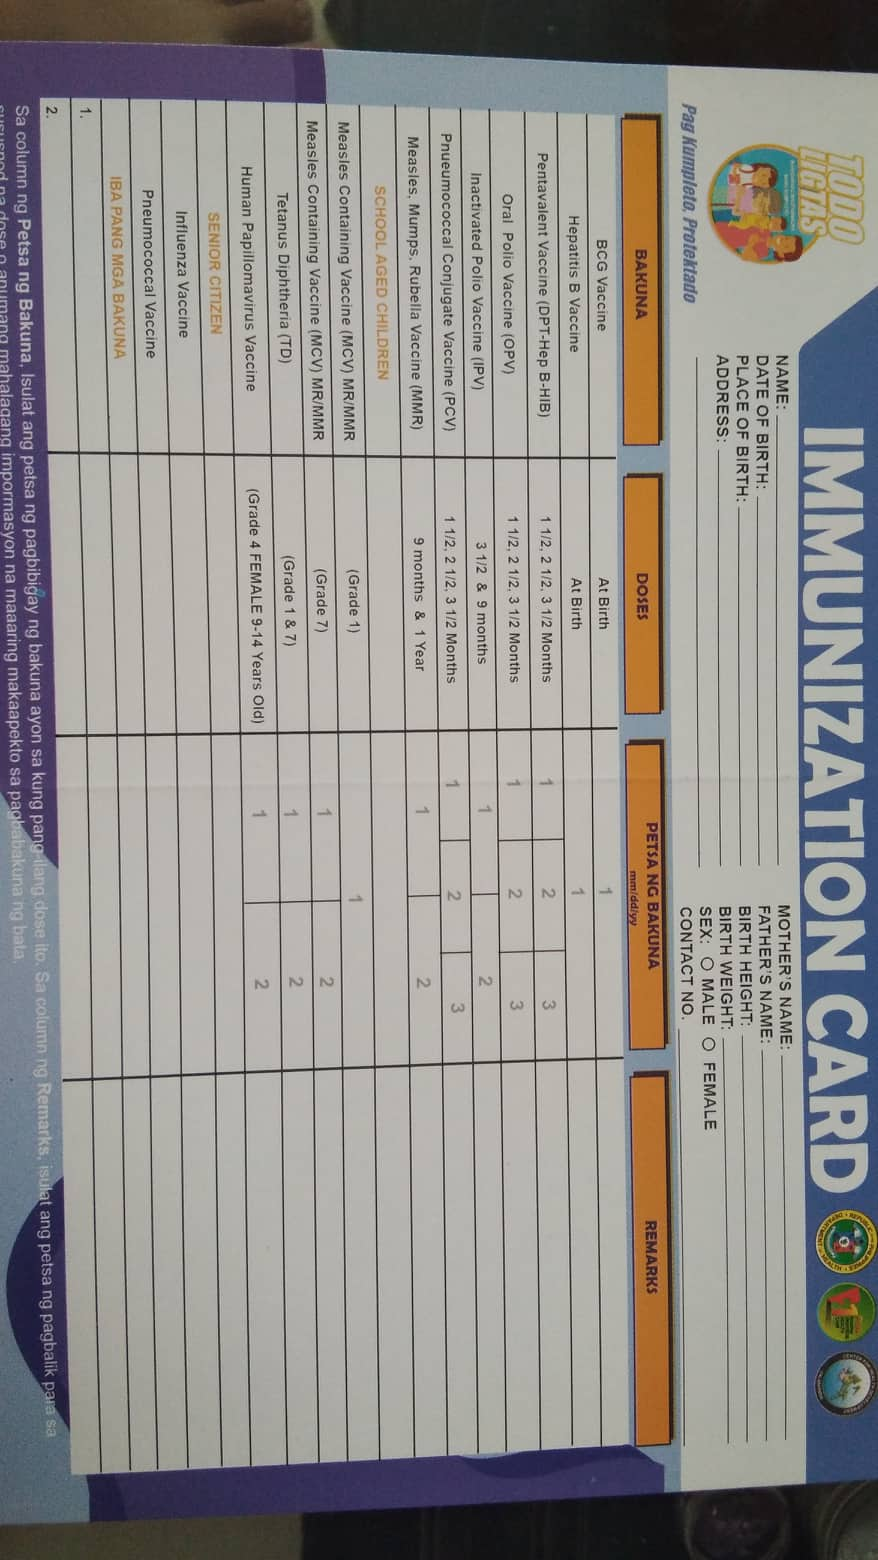 TODO
LIGTAS
Pag Kumpleto, Protektado
IMMUNIZATION CARD
NAME:
DATE OF BIRTH:
PLACE OF BIRTH:
ADDRESS:
MOTHER'S NAME:
FATHER'S NAME:
BIRTH HEIGHT:
BIRTH WEIGHT:
SEX: MALE FEMALE
CONTACT NO.
BAKUNA DOSES PETSA NG BAKUNA REMARKS
mm/dd/yy
BCG Vaccine At Birth 1
Hepatitis B Vaccine At Birth 1
Pentavalent Vaccine (DPT-Hep B-HIB) 1 1/2, 2 1/2, 3 1/2 Months 1 2 3
Oral Polio Vaccine (OPV) 1 1/2, 2 1/2, 3 1/2 Months 1 2 3
Inactivated Polio Vaccine (IPV) 3 1/2 & 9 months 1 2
Pnueumococcal Conjugate Vaccine (PCV) 1 1/2, 2 1/2, 3 1/2 Months 1 2 3
Measles, Mumps, Rubella Vaccine (MMR) 9 months & 1 Year 1 2
SCHOOL AGED CHILDREN
Measles Containing Vaccine (MCV) MR/MMR (Grade 1) 1
Measles Containing Vaccine (MCV) MR/MMR (Grade 7) 1 2
Tetanus Diphtheria (TD) (Grade 1 & 7) 1 2
Human Papillomavirus Vaccine (Grade 4 FEMALE 9-14 Years Old) 1 2
SENIOR CITIZEN
Influenza Vaccine
Pneumococcal Vaccine
IBA PANG MGA BAKUNA
1.
2.
Sa column ng Petsa ng Bakuna, Isulat ang petsa ng pagbibigay ng bakuna ayon sa kung pang-ilang dose ito. Sa column ng Remarks, isulat ang petsa ng pagbalik para sa
susunod na dose o anumang mahalagang impormasyon na maaaring makaapekto sa pagbabakuna ng bata.